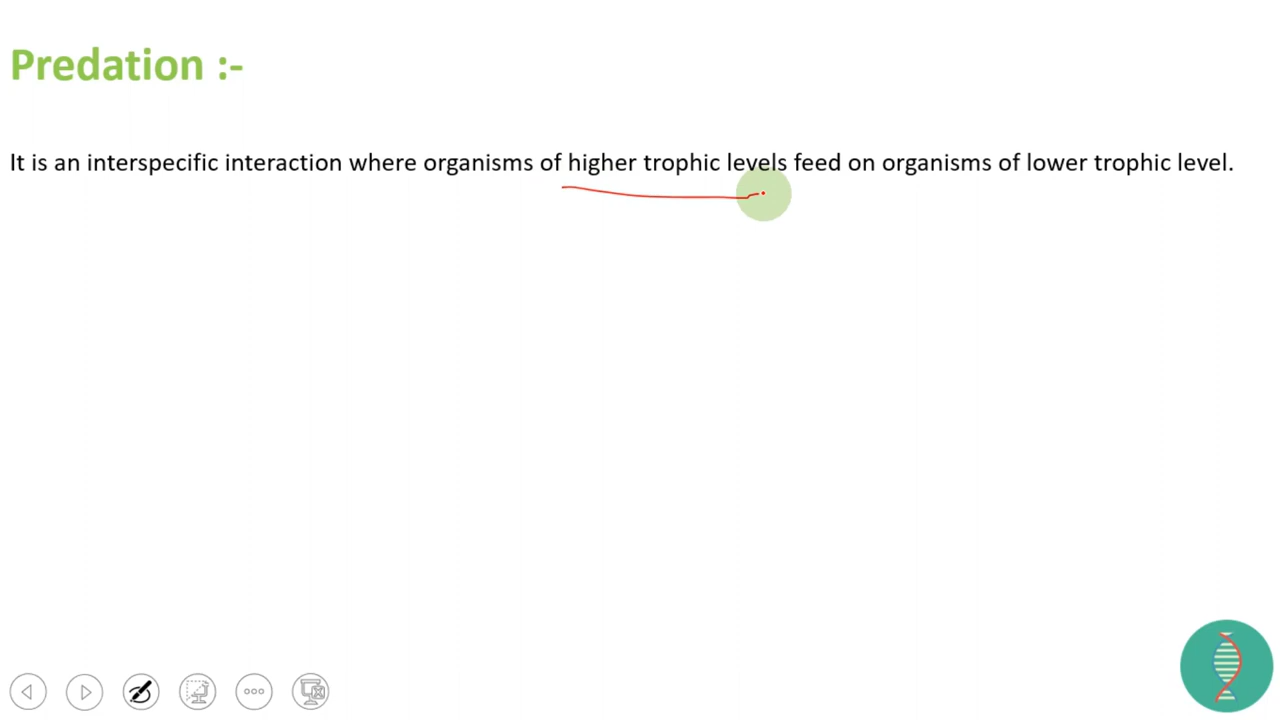 Predation :-
It is an interspecific interaction where organisms of higher trophic levels feed on organisms of lower trophic level.